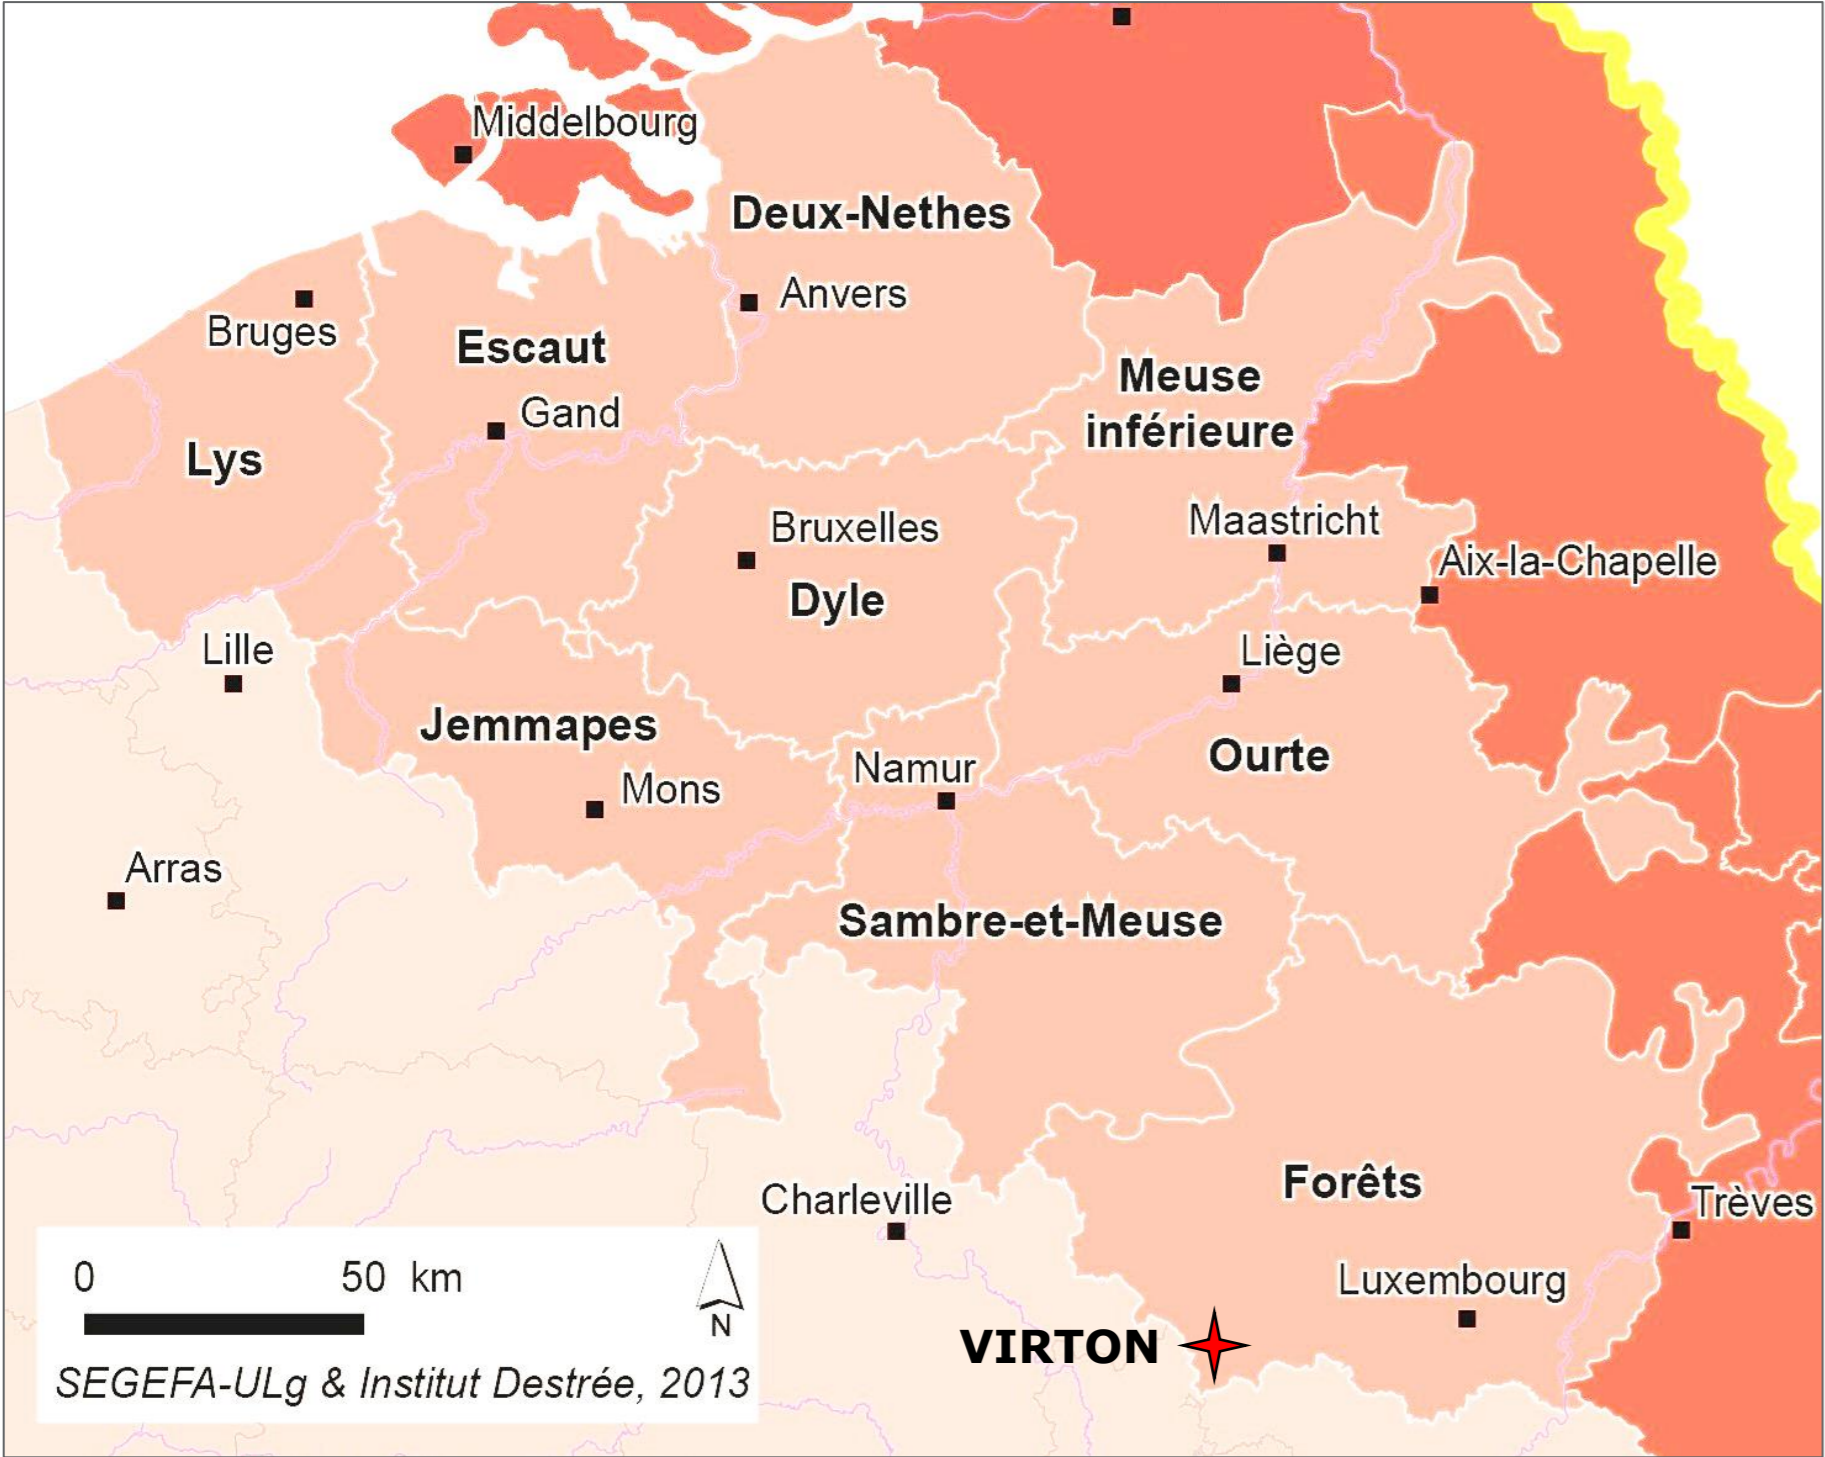 Middelbourg
Deux-Nethes
Anvers
Bruges
Escaut
Gand
Meuse
inférieure
Lys
Bruxelles
Maastricht
Aix-la-Chapelle
Dyle
Lille
Liège
Jemmapes
Ourte
Namur
Mons
Arras
Sambre-et-Meuse
Forêts
Charleville
Trèves
Luxembourg
VIRTON
0 50 km
N
SEGEFA-ULg & Institut Destrée, 2013